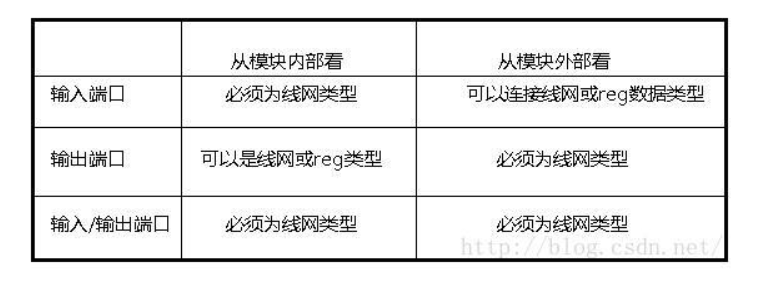 从模块内部看 从模块外部看
输入端口 必须为线网类型 可以连接线网或reg数据类型
输出端口 可以是线网或reg类型 必须为线网类型
输入/输出端口 必须为线网类型 必须为线网类型
http://blog.csdn.net/